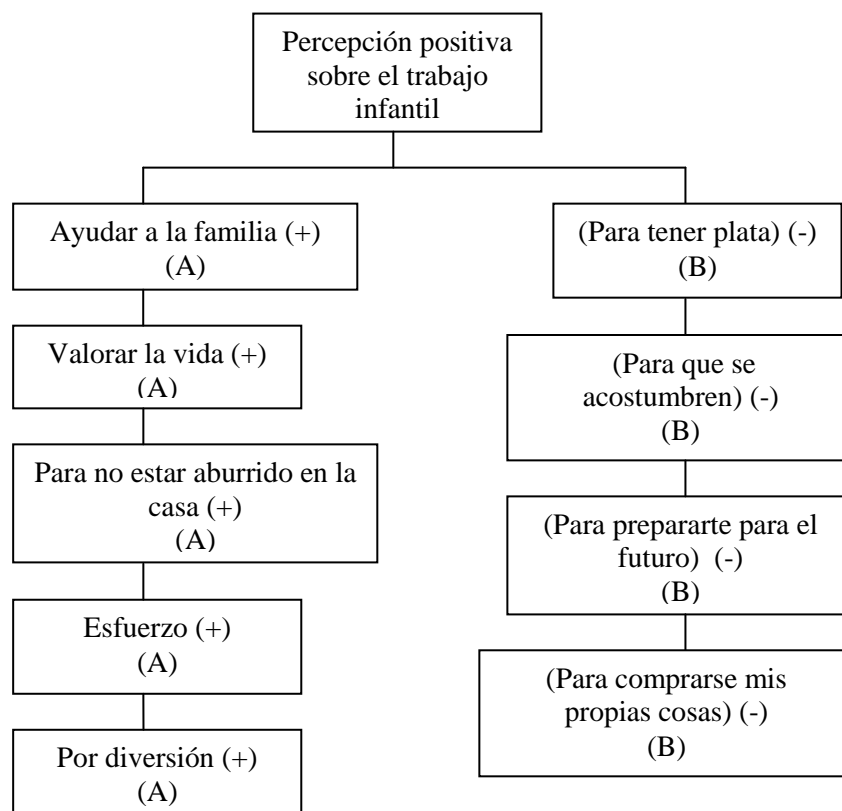 Percepción positiva
sobre el trabajo
infantil
Ayudar a la familia (+)
(A)
Valorar la vida (+)
(A)
Para no estar aburrido en la
casa (+)
(A)
Esfuerzo (+)
(A)
Por diversión (+)
(A)
(Para tener plata) (-)
(B)
(Para que se
acostumbren) (-)
(B)
(Para prepararte para el
futuro)  (-)
(B)
(Para comprarse mis
propias cosas) (-)
(B)